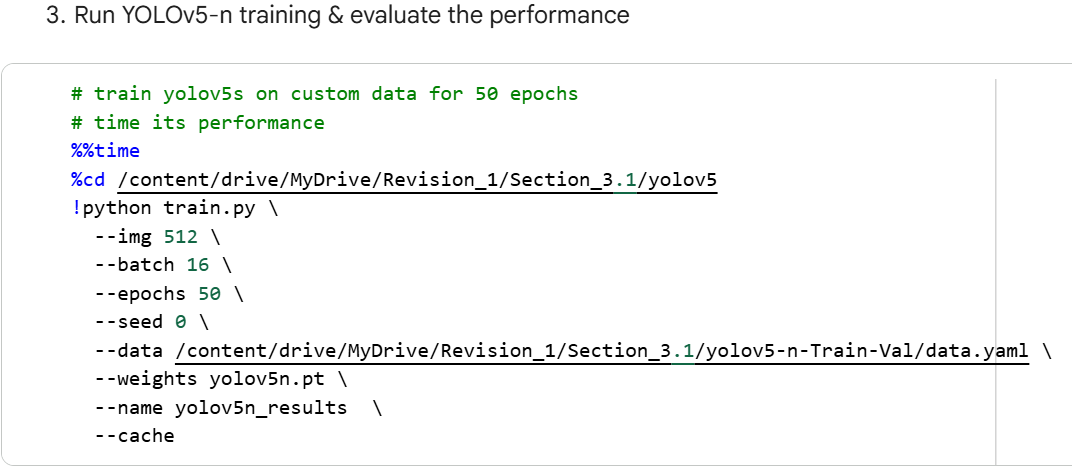 3. Run YOLOv5-n training & evaluate the performance
# train yolov5s on custom data for 50 epochs
# time its performance
%%time
%cd /content/drive/MyDrive/Revision_1/Section_3.1/yolov5
!python train.py \
--img 512 \
--batch 16 \
--epochs 50 \
--seed 0 \
--data /content/drive/MyDrive/Revision_1/Section_3.1/yolov5-n-Train-Val/data.yaml \
--weights yolov5n.pt \
--name yolov5n_results  \
--cache